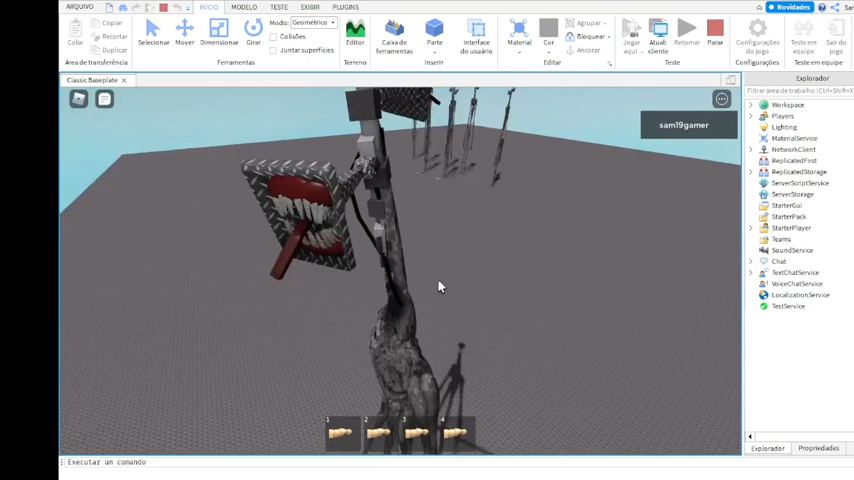 ARQUIVO INÍCIO MODELO TESTE EXIBIR PLUGINS Novidades
Colar Copiar Recortar Duplicar Área de transferência
Selecionar Mover Dimensionar Girar Ferramentas
Modo: Geométrico Colisões Juntar superfícies
Editor Terreno
Caixa de ferramentas Parte Interface do usuário Inserir
Material Cor Agrupar Bloquear Ancorar Editar
Jogar aqui Atual: cliente Retornar Parar Teste
Configurações do jogo Configurações
Teste em equipe Sair do jogo Teste em equipe
Classic Baseplate
sam19gamer
1 2 3 4
Explorador
Filtrar área de trabalho (Ctrl+Shift+X)
Workspace
Players
Lighting
MaterialService
NetworkClient
ReplicatedFirst
ReplicatedStorage
ServerScriptService
ServerStorage
StarterGui
StarterPack
StarterPlayer
Teams
SoundService
Chat
TextChatService
VoiceChatService
LocalizationService
TestService
Explorador Propriedades
Executar um comando